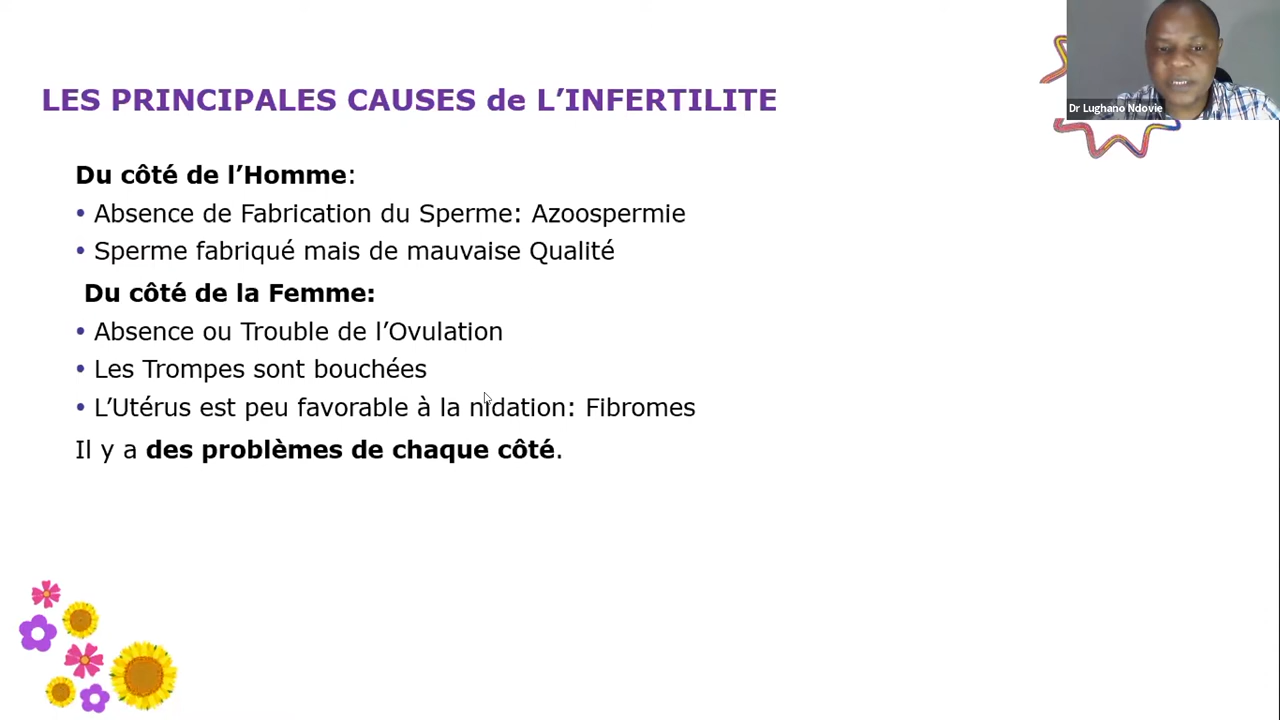 LES PRINCIPALES CAUSES de L’INFERTILITE
Dr Lughano Ndovie
Du côté de l’Homme:
• Absence de Fabrication du Sperme: Azoospermie
• Sperme fabriqué mais de mauvaise Qualité
Du côté de la Femme:
• Absence ou Trouble de l’Ovulation
• Les Trompes sont bouchées
• L’Utérus est peu favorable à la nidation: Fibromes
Il y a des problèmes de chaque côté.